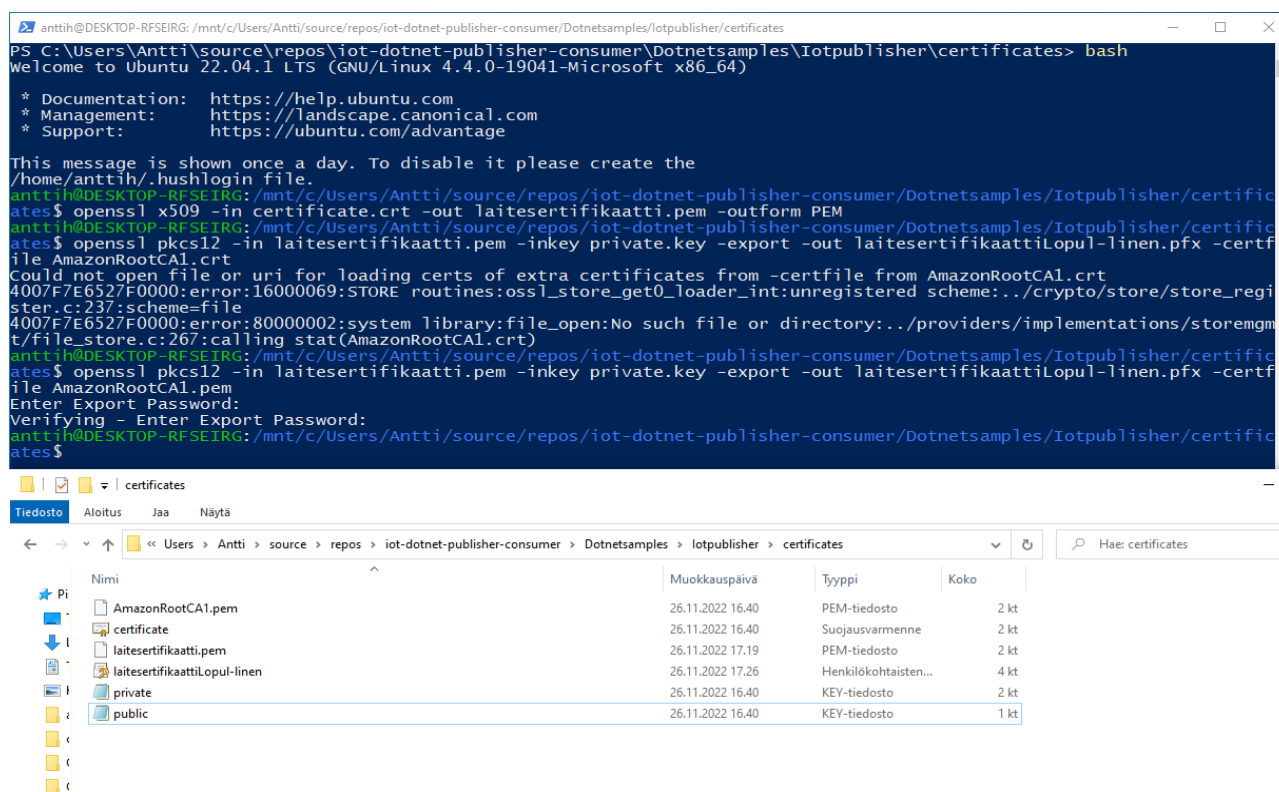 anttih@DESKTOP-RFSEIRG: /mnt/c/Users/Antti/source/repos/iot-dotnet-publisher-consumer/Dotnetsamples/Iotpublisher/certificates
PS C:\Users\Antti\source\repos\iot-dotnet-publisher-consumer\Dotnetsamples\Iotpublisher\certificates> bash
Welcome to Ubuntu 22.04.1 LTS (GNU/Linux 4.4.0-19041-Microsoft x86_64)
* Documentation:  https://help.ubuntu.com
* Management:     https://landscape.canonical.com
* Support:        https://ubuntu.com/advantage
This message is shown once a day. To disable it please create the
/home/anttih/.hushlogin file.
anttih@DESKTOP-RFSEIRG:/mnt/c/Users/Antti/source/repos/iot-dotnet-publisher-consumer/Dotnetsamples/Iotpublisher/certific
ates$ openssl x509 -in certificate.crt -out laitesertifikaatti.pem -outform PEM
anttih@DESKTOP-RFSEIRG:/mnt/c/Users/Antti/source/repos/iot-dotnet-publisher-consumer/Dotnetsamples/Iotpublisher/certific
ates$ openssl pkcs12 -in laitesertifikaatti.pem -inkey private.key -export -out laitesertifikaattiLopul-linen.pfx -certf
ile AmazonRootCA1.crt
Could not open file or uri for loading certs of extra certificates from -certfile from AmazonRootCA1.crt
4007F7E6527F0000:error:16000069:STORE routines:ossl_store_get0_loader_int:unregistered scheme:../crypto/store/store_regi
ster.c:237:scheme=file
4007F7E6527F0000:error:80000002:system library:file_open:No such file or directory:../providers/implementations/storemgm
t/file_store.c:267:calling stat(AmazonRootCA1.crt)
anttih@DESKTOP-RFSEIRG:/mnt/c/Users/Antti/source/repos/iot-dotnet-publisher-consumer/Dotnetsamples/Iotpublisher/certific
ates$ openssl pkcs12 -in laitesertifikaatti.pem -inkey private.key -export -out laitesertifikaattiLopul-linen.pfx -certf
ile AmazonRootCA1.pem
Enter Export Password:
Verifying - Enter Export Password:
anttih@DESKTOP-RFSEIRG:/mnt/c/Users/Antti/source/repos/iot-dotnet-publisher-consumer/Dotnetsamples/Iotpublisher/certific
ates$
certificates
Tiedosto Aloitus Jaa Näytä
« Users › Antti › source › repos › iot-dotnet-publisher-consumer › Dotnetsamples › Iotpublisher › certificates Hae: certificates
Nimi Muokkauspäivä Tyyppi Koko
AmazonRootCA1.pem 26.11.2022 16.40 PEM-tiedosto 2 kt
certificate 26.11.2022 16.40 Suojausvarmenne 2 kt
laitesertifikaatti.pem 26.11.2022 17.19 PEM-tiedosto 2 kt
laitesertifikaattiLopul-linen 26.11.2022 17.26 Henkilökohtaisten... 4 kt
private 26.11.2022 16.40 KEY-tiedosto 2 kt
public 26.11.2022 16.40 KEY-tiedosto 1 kt
Pi